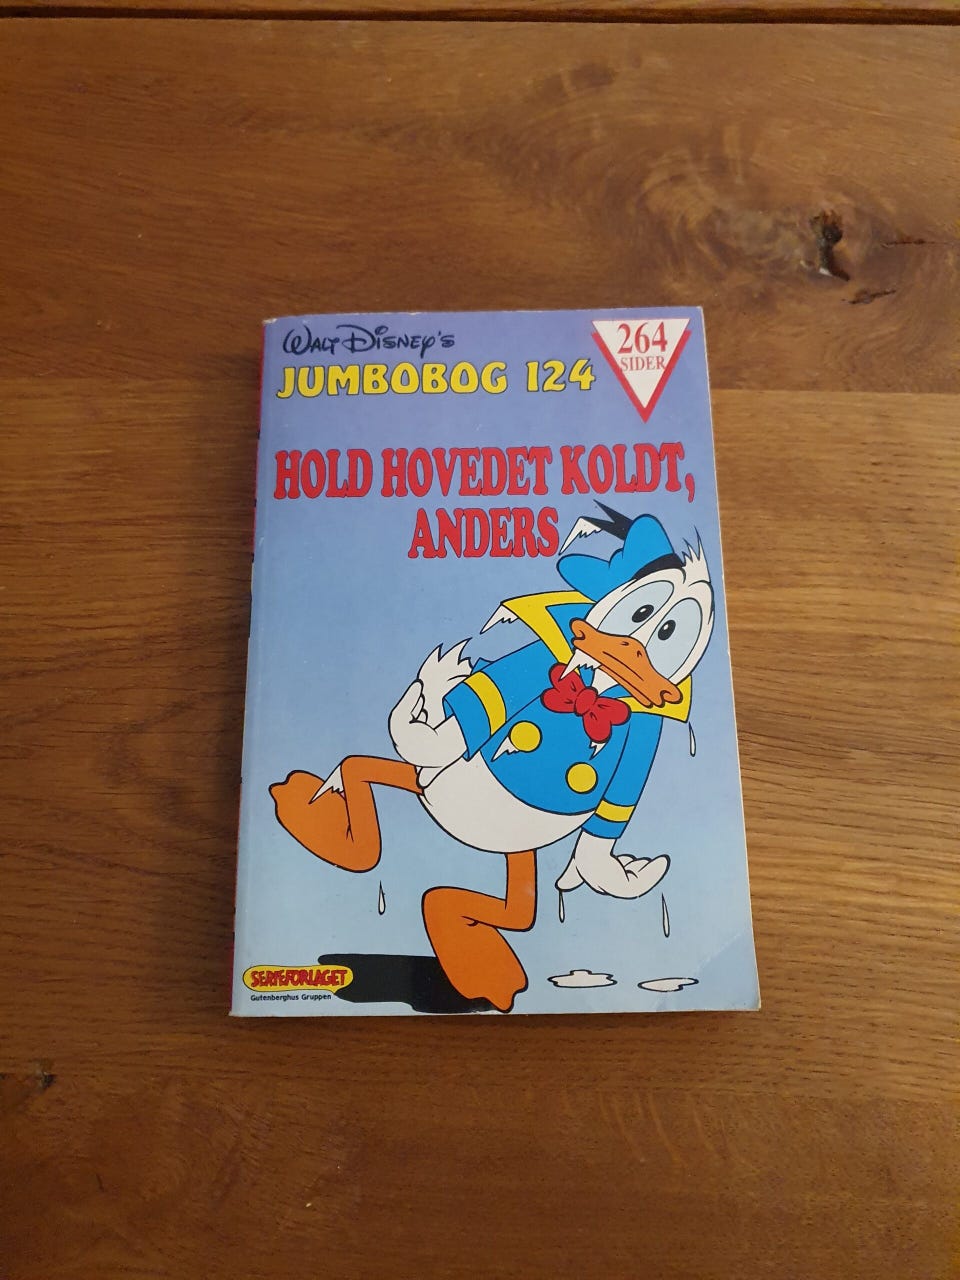 WALT DISNEY'S
JUMBOBOG 124
264
SIDER
HOLD HOVEDET KOLDT,
ANDERS
SERIEFORLAGET
Gutenberghus Gruppen